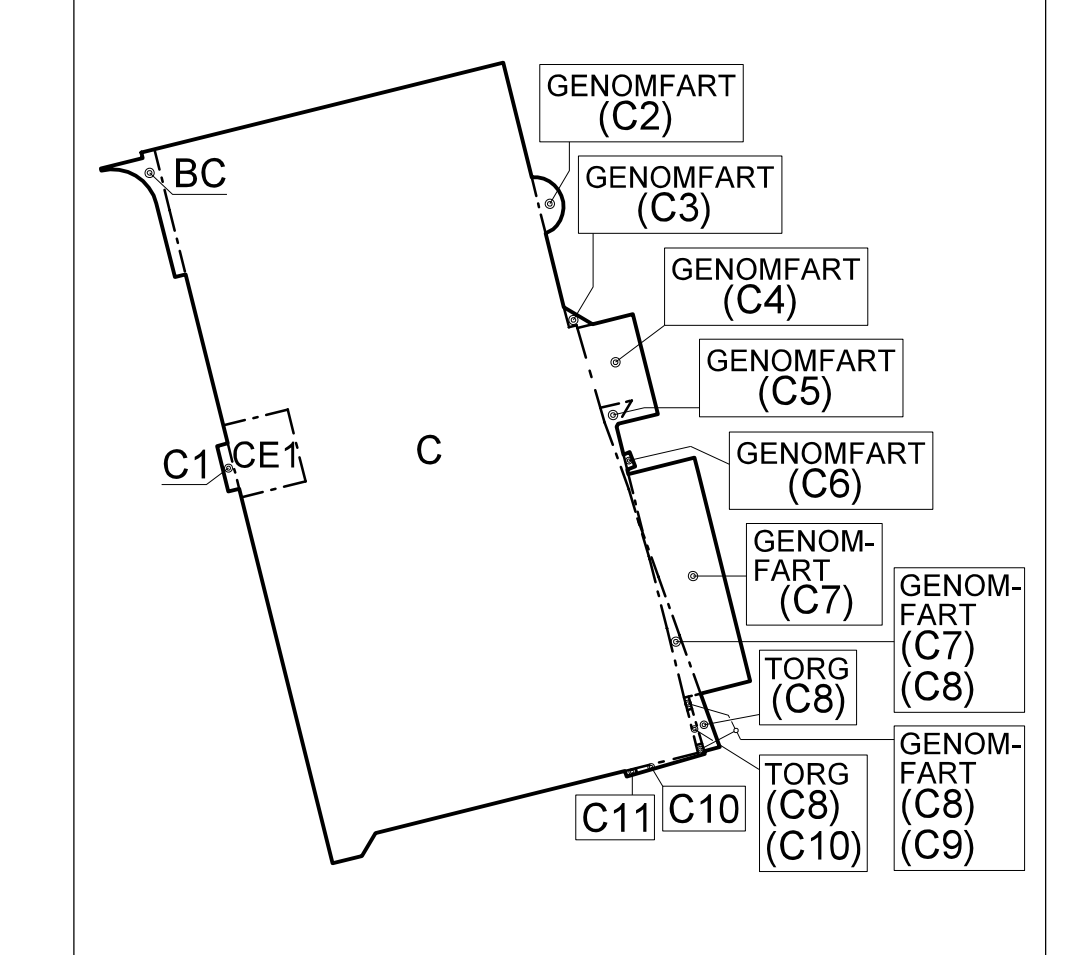 GENOMFART
(C2)
BC
GENOMFART
(C3)
GENOMFART
(C4)
GENOMFART
(C5)
C1
CE1
C
GENOMFART
(C6)
GENOM-
FART
(C7)
GENOM-
FART
(C7)
(C8)
TORG
(C8)
GENOM-
FART
(C8)
(C9)
TORG
(C8)
(C10)
C11
C10